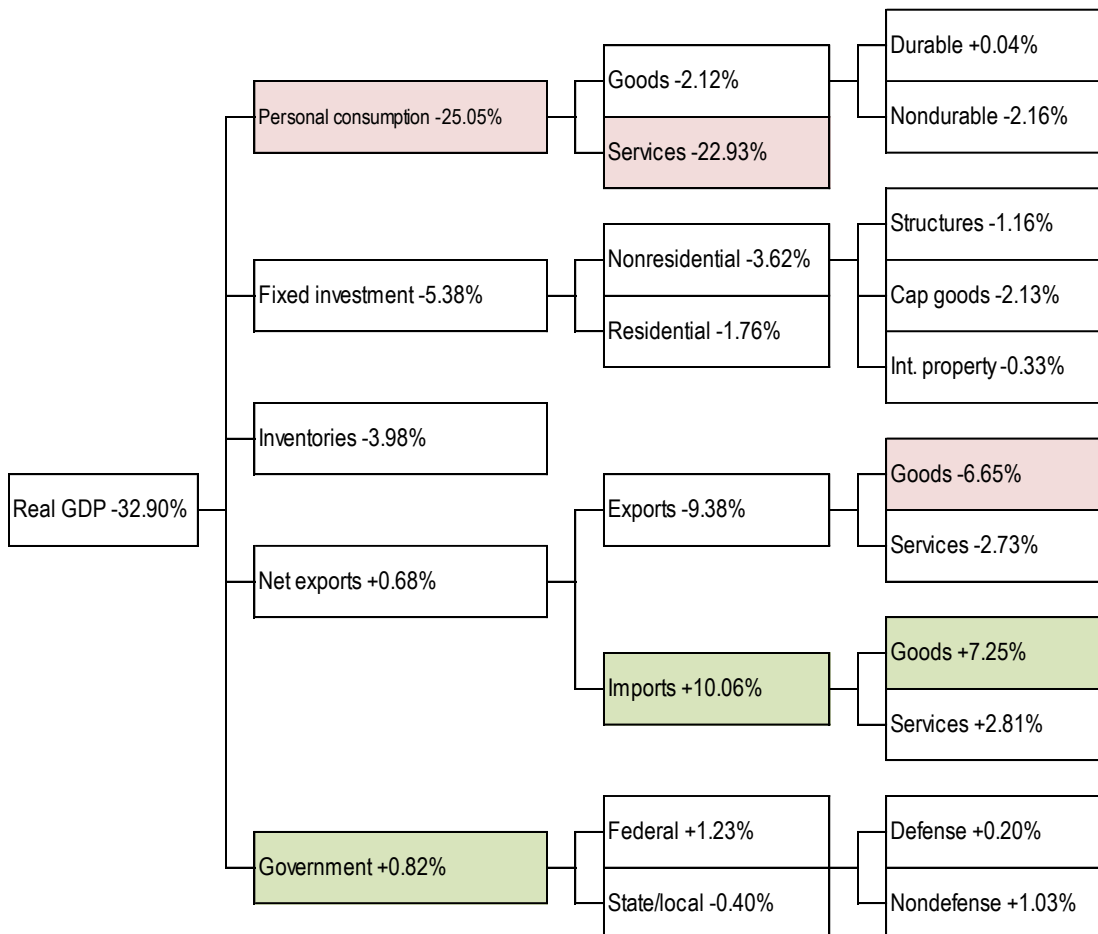 Real GDP -32.90%
Personal consumption -25.05%
Goods -2.12%
Durable +0.04%
Nondurable -2.16%
Services -22.93%
Fixed investment -5.38%
Nonresidential -3.62%
Structures -1.16%
Cap goods -2.13%
Int. property -0.33%
Residential -1.76%
Inventories -3.98%
Net exports +0.68%
Exports -9.38%
Goods -6.65%
Services -2.73%
Imports +10.06%
Goods +7.25%
Services +2.81%
Government +0.82%
Federal +1.23%
Defense +0.20%
Nondefense +1.03%
State/local -0.40%